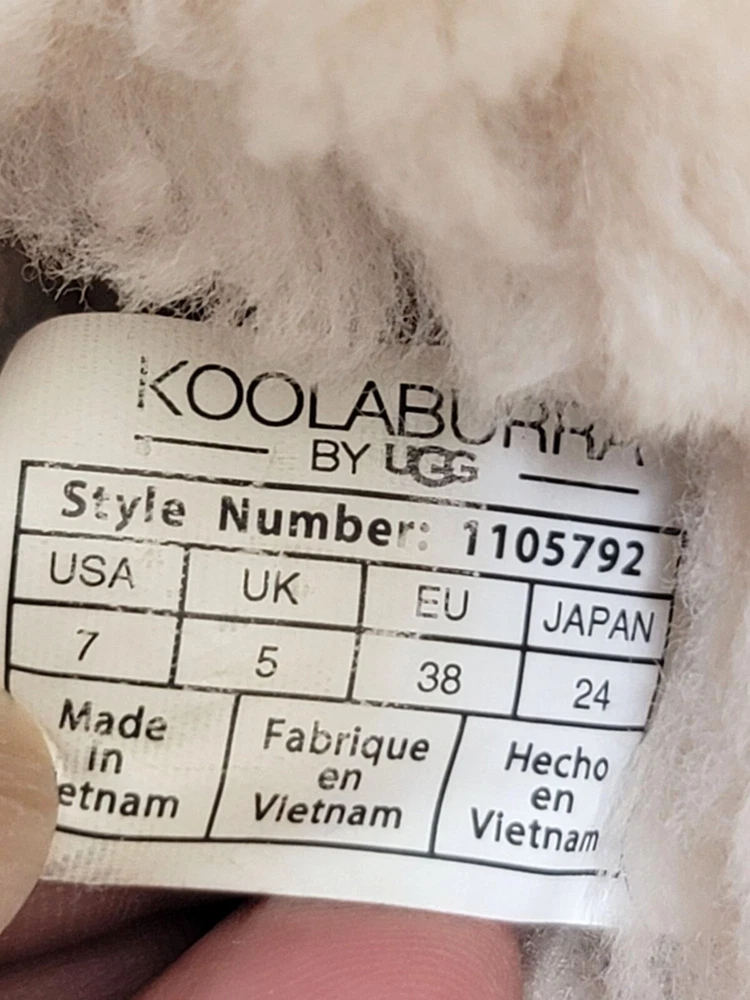 KOOLABURRA
BY UGG
Style Number: 1105792
USA UK EU JAPAN
7 5 38 24
Made
in
etnam
Fabrique
en
Vietnam
Hecho
en
Vietnam